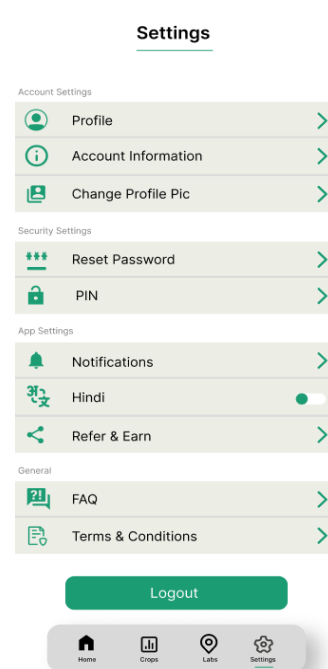 Settings
Account Settings
Profile
Account Information
Change Profile Pic
Security Settings
Reset Password
PIN
App Settings
Notifications
Hindi
Refer & Earn
General
FAQ
Terms & Conditions
Logout
Home Crops Labs Settings